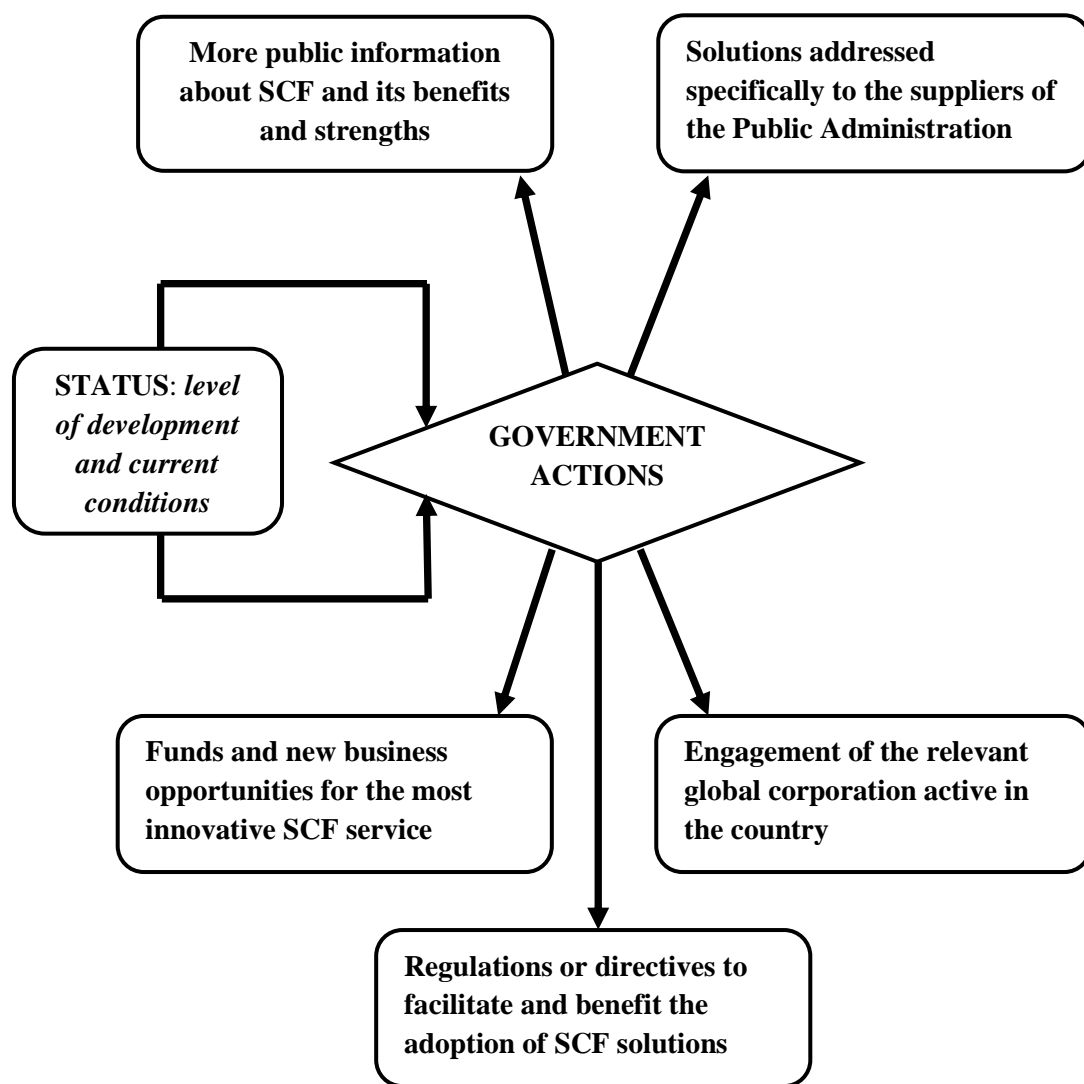 More public information
about SCF and its benefits
and strengths
Solutions addressed
specifically to the suppliers of
the Public Administration
STATUS: level
of development
and current
conditions
GOVERNMENT
ACTIONS
Funds and new business
opportunities for the most
innovative SCF service
Engagement of the relevant
global corporation active in
the country
Regulations or directives to
facilitate and benefit the
adoption of SCF solutions